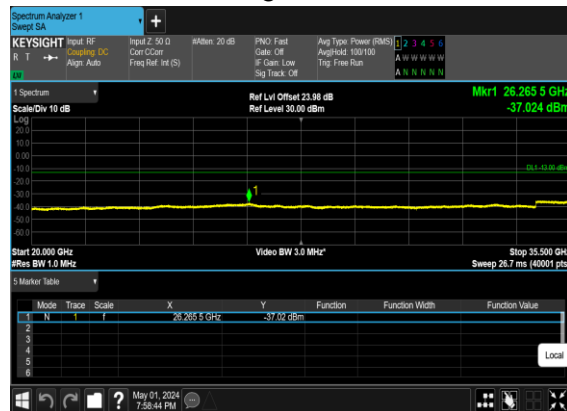 Spectrum Analyzer 1
Swept SA
+
KEYSIGHT Input: RF Input Z: 50 Ω #Atten: 20 dB PNO: Fast Avg Type: Power (RMS) 1 2 3 4 5 6
R T Coupling: DC Corr CCorr Gate: Off Avg|Hold: 100/100 A W W W W W
Align: Auto Freq Ref: Int (S) IF Gain: Low Trig: Free Run
Sig Track: Off A N N N N N
1 Spectrum
Scale/Div 10 dB
Ref Lvl Offset 23.98 dB
Ref Level 30.00 dBm
Mkr1 26.265 5 GHz
-37.024 dBm
Log
20.0
10.0
0.00
-10.0
DL1 -13.00 dBm
-20.0
-30.0
1
-40.0
-50.0
-60.0
Start 20.000 GHz Video BW 3.0 MHz* Stop 35.500 GHz
#Res BW 1.0 MHz Sweep 26.7 ms (40001 pts)
5 Marker Table
Mode Trace Scale X Y Function Function Width Function Value
1 N 1 f 26.265 5 GHz -37.02 dBm
2
3
4
5
6
Local
? May 01, 2024
7:58:44 PM